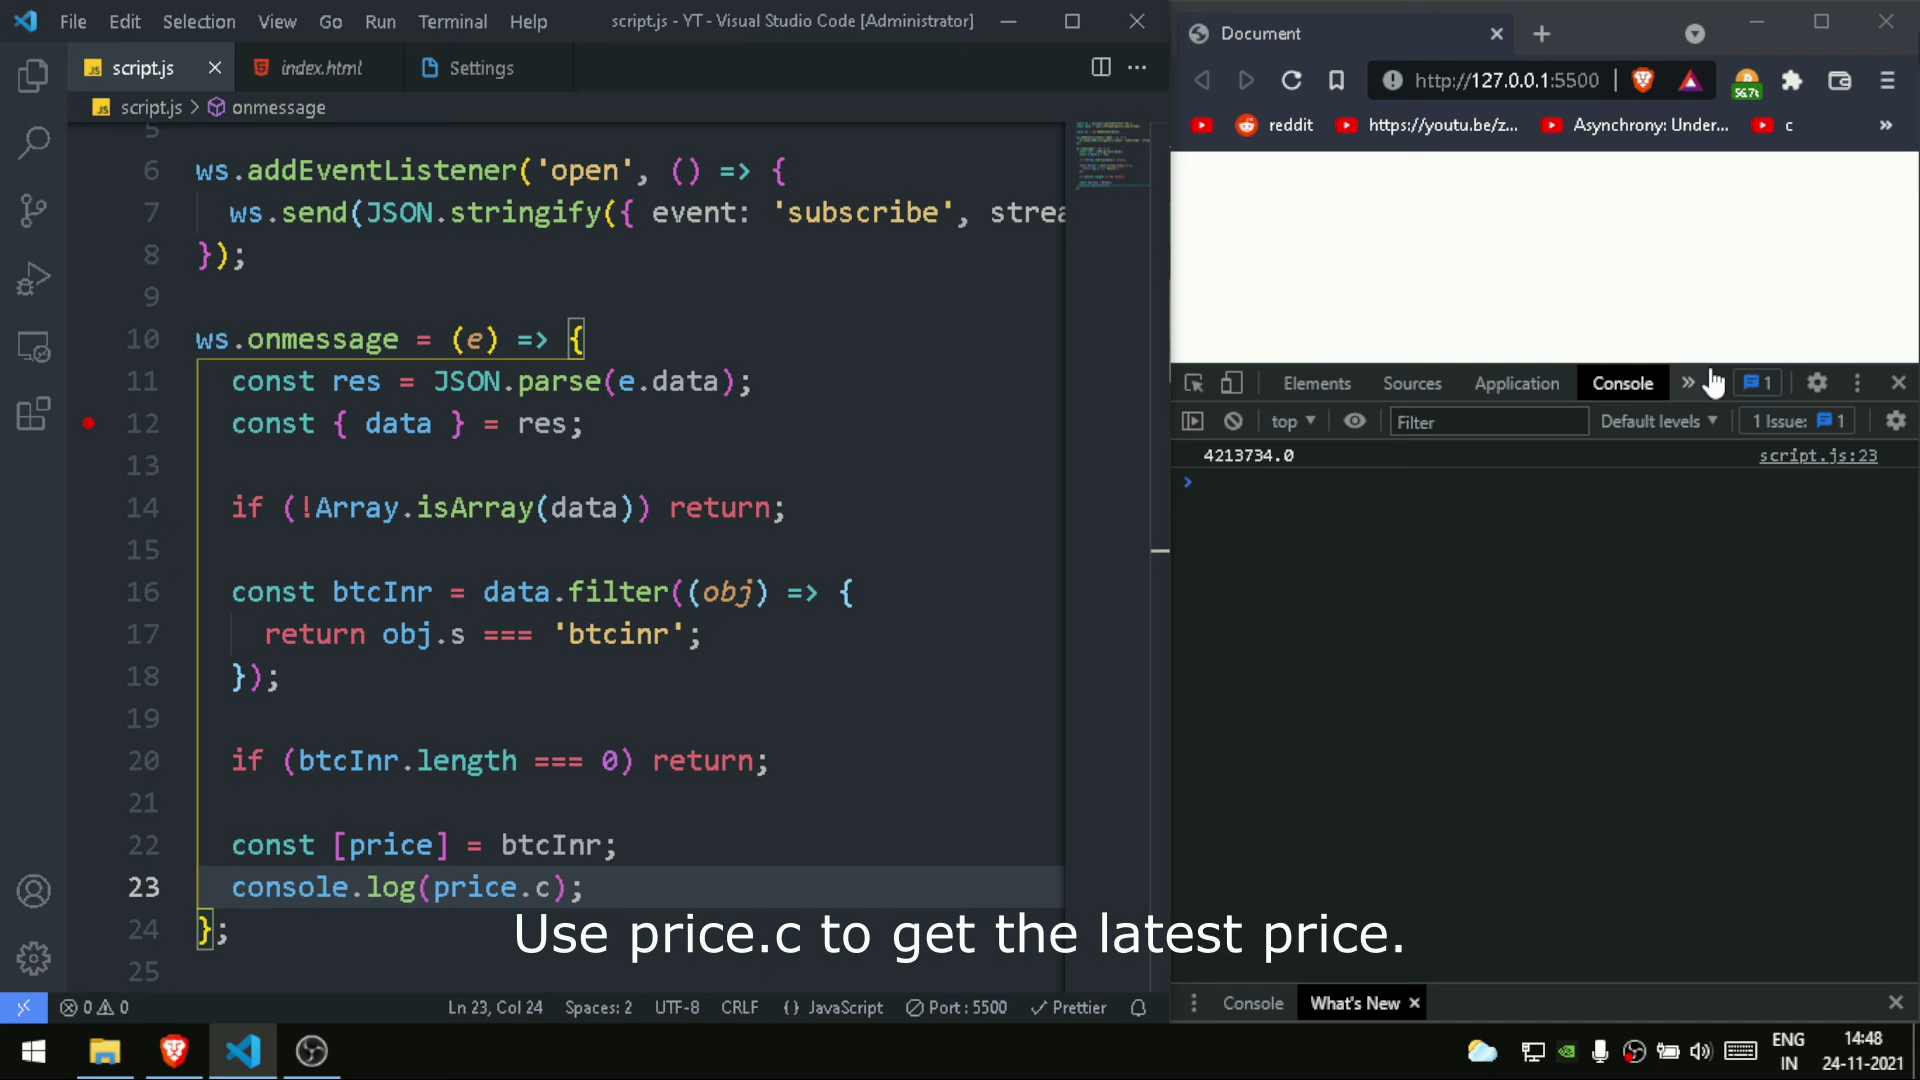 File Edit Selection View Go Run Terminal Help script.js - YT - Visual Studio Code [Administrator]
script.js index.html Settings
script.js > onmessage
5
6 ws.addEventListener('open', () => {
7 ws.send(JSON.stringify({ event: 'subscribe', strea
8 });
9
10 ws.onmessage = (e) => {
11 const res = JSON.parse(e.data);
12 const { data } = res;
13
14 if (!Array.isArray(data)) return;
15
16 const btcInr = data.filter((obj) => {
17 return obj.s === 'btcinr';
18 });
19
20 if (btcInr.length === 0) return;
21
22 const [price] = btcInr;
23 console.log(price.c);
24 };
25
Use price.c to get the latest price.
0 0 Ln 23, Col 24 Spaces: 2 UTF-8 CRLF {} JavaScript Port : 5500 Prettier
Document
http://127.0.0.1:5500
56.7k
reddit https://youtu.be/z... Asynchrony: Under... c »
Elements Sources Application Console » 1
top Filter Default levels 1 Issue: 1
4213734.0 script.js:23
Console What's New
ENG
IN
14:48
24-11-2021